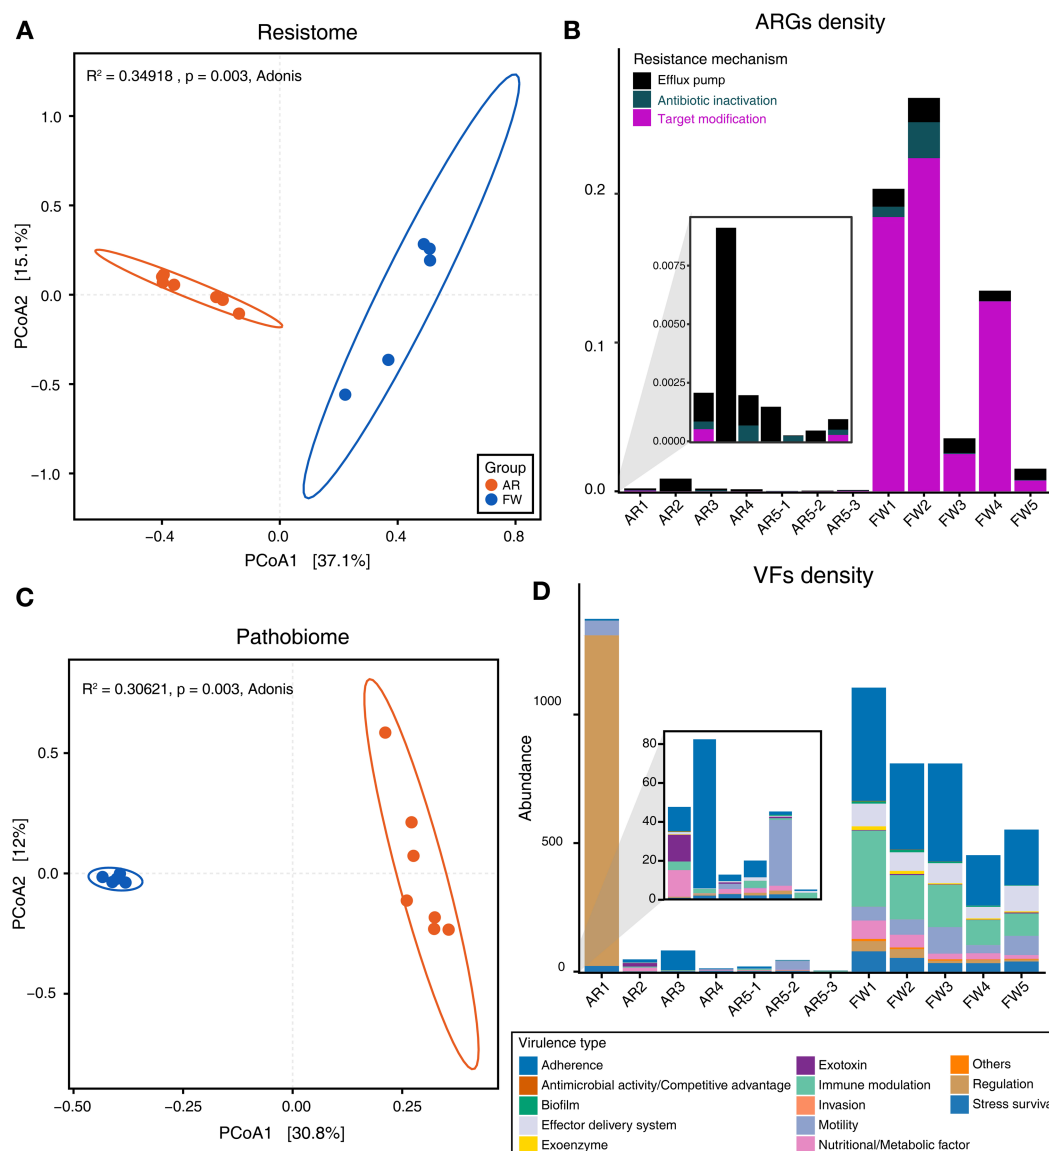 A
Resistome
R² = 0.34918 , p = 0.003, Adonis
1.0
0.5
0.0
−0.5
−1.0
PCoA2 [15.1%]
Group
AR
FW
−0.4
0.0
0.4
0.8
PCoA1 [37.1%]
B
ARGs density
Resistance mechanism
Efflux pump
Antibiotic inactivation
Target modification
0.2
0.1
0.0
0.0075
0.0050
0.0025
0.0000
AR1
AR2
AR3
AR4
AR5-1
AR5-2
AR5-3
FW1
FW2
FW3
FW4
FW5
C
Pathobiome
R² = 0.30621, p = 0.003, Adonis
0.5
0.0
−0.5
PCoA2 [12%]
−0.50
−0.25
0.00
0.25
PCoA1 [30.8%]
D
VFs density
Abundance
1000
500
0
80
60
40
20
0
AR1
AR2
AR3
AR4
AR5-1
AR5-2
AR5-3
FW1
FW2
FW3
FW4
FW5
Virulence type
Adherence
Antimicrobial activity/Competitive advantage
Biofilm
Effector delivery system
Exoenzyme
Exotoxin
Immune modulation
Invasion
Motility
Nutritional/Metabolic factor
Others
Regulation
Stress surviva